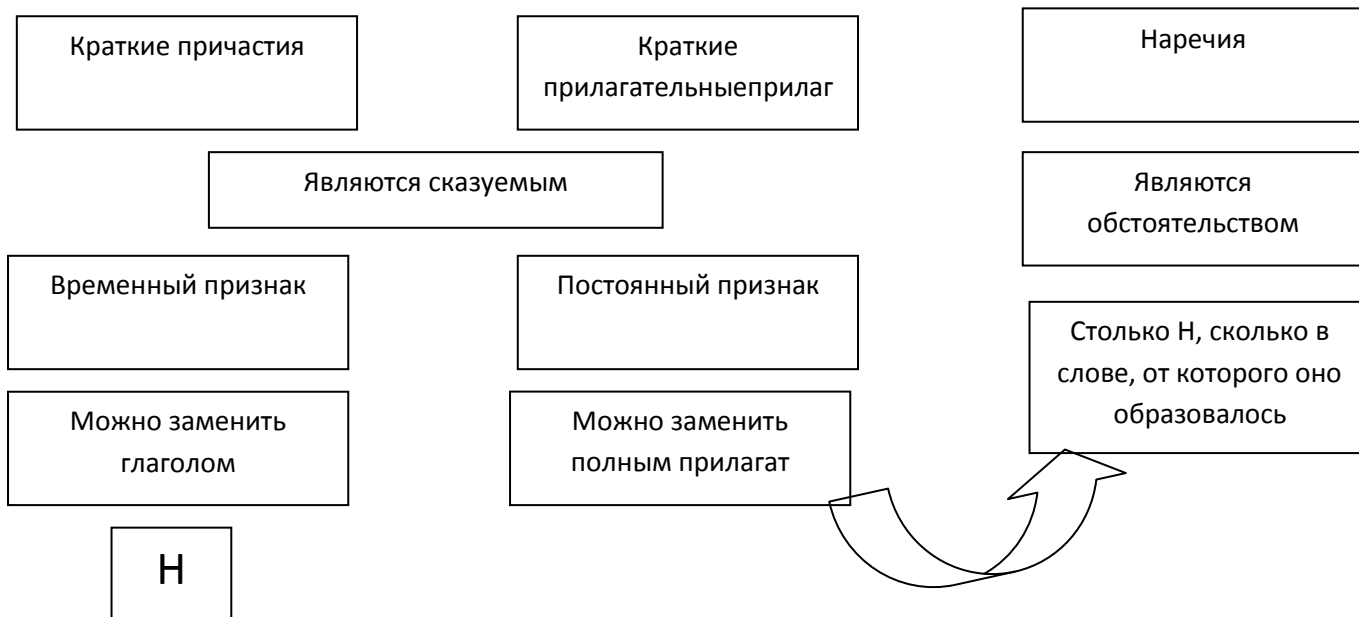 Краткие причастия
Краткие
прилагательныеприлаг
Наречия
Являются сказуемым
Являются
обстоятельством
Временный признак
Постоянный признак
Столько Н, сколько в
слове, от которого оно
образовалось
Можно заменить
глаголом
Можно заменить
полным прилагат
Н